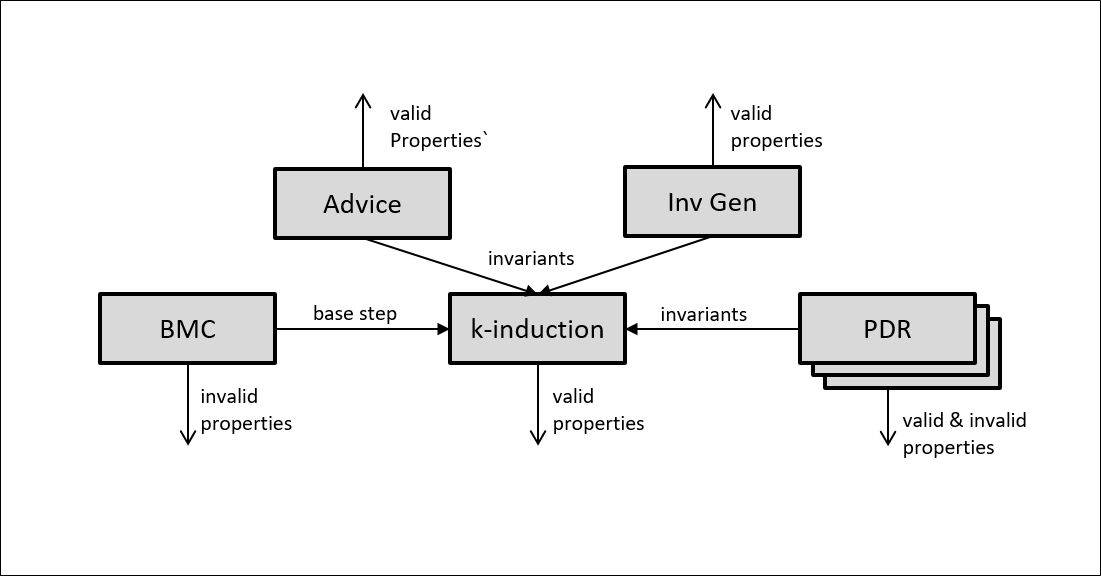 valid
Properties`
valid
properties
Advice
Inv Gen
invariants
BMC
base step
k-induction
invariants
PDR
invalid
properties
valid
properties
valid & invalid
properties